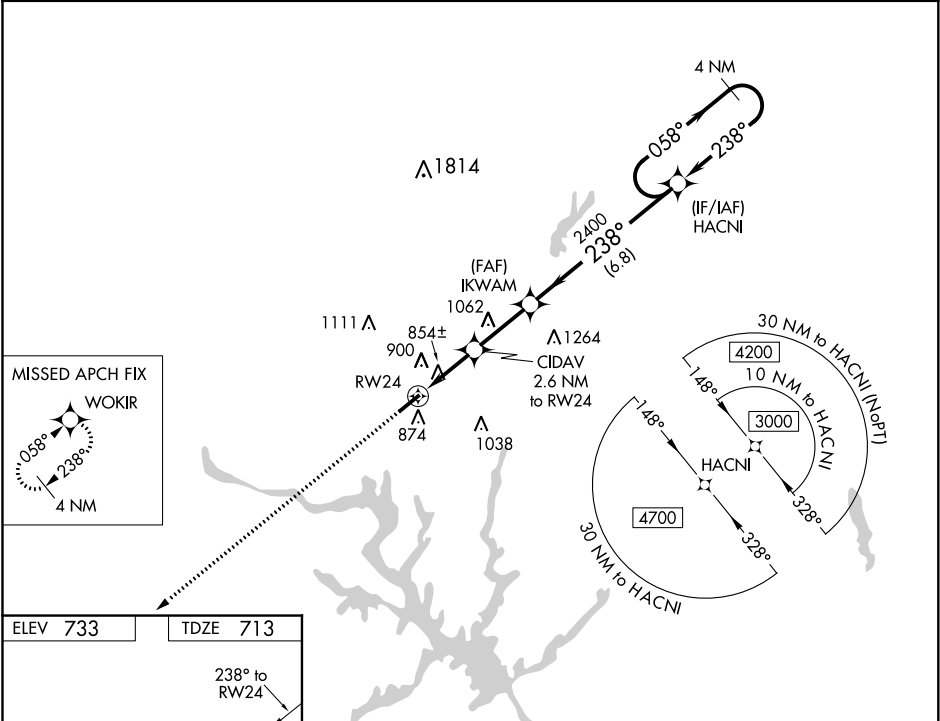 4 NM
058°
238°
1814
(IF/IAF)
HACNI
2400
238°
(6.8)
(FAF)
IKWAM
1062
1111
854±
1264
900
CIDAV
2.6 NM
to RW24
RW24
874
1038
MISSED APCH FIX
WOKIR
058°
238°
4 NM
30 NM to HACNI (NoPT)
4200
148°
10 NM to HACNI
3000
328°
148°
HACNI
4700
328°
30 NM to HACNI
ELEV 733
TDZE 713
238° to
RW24